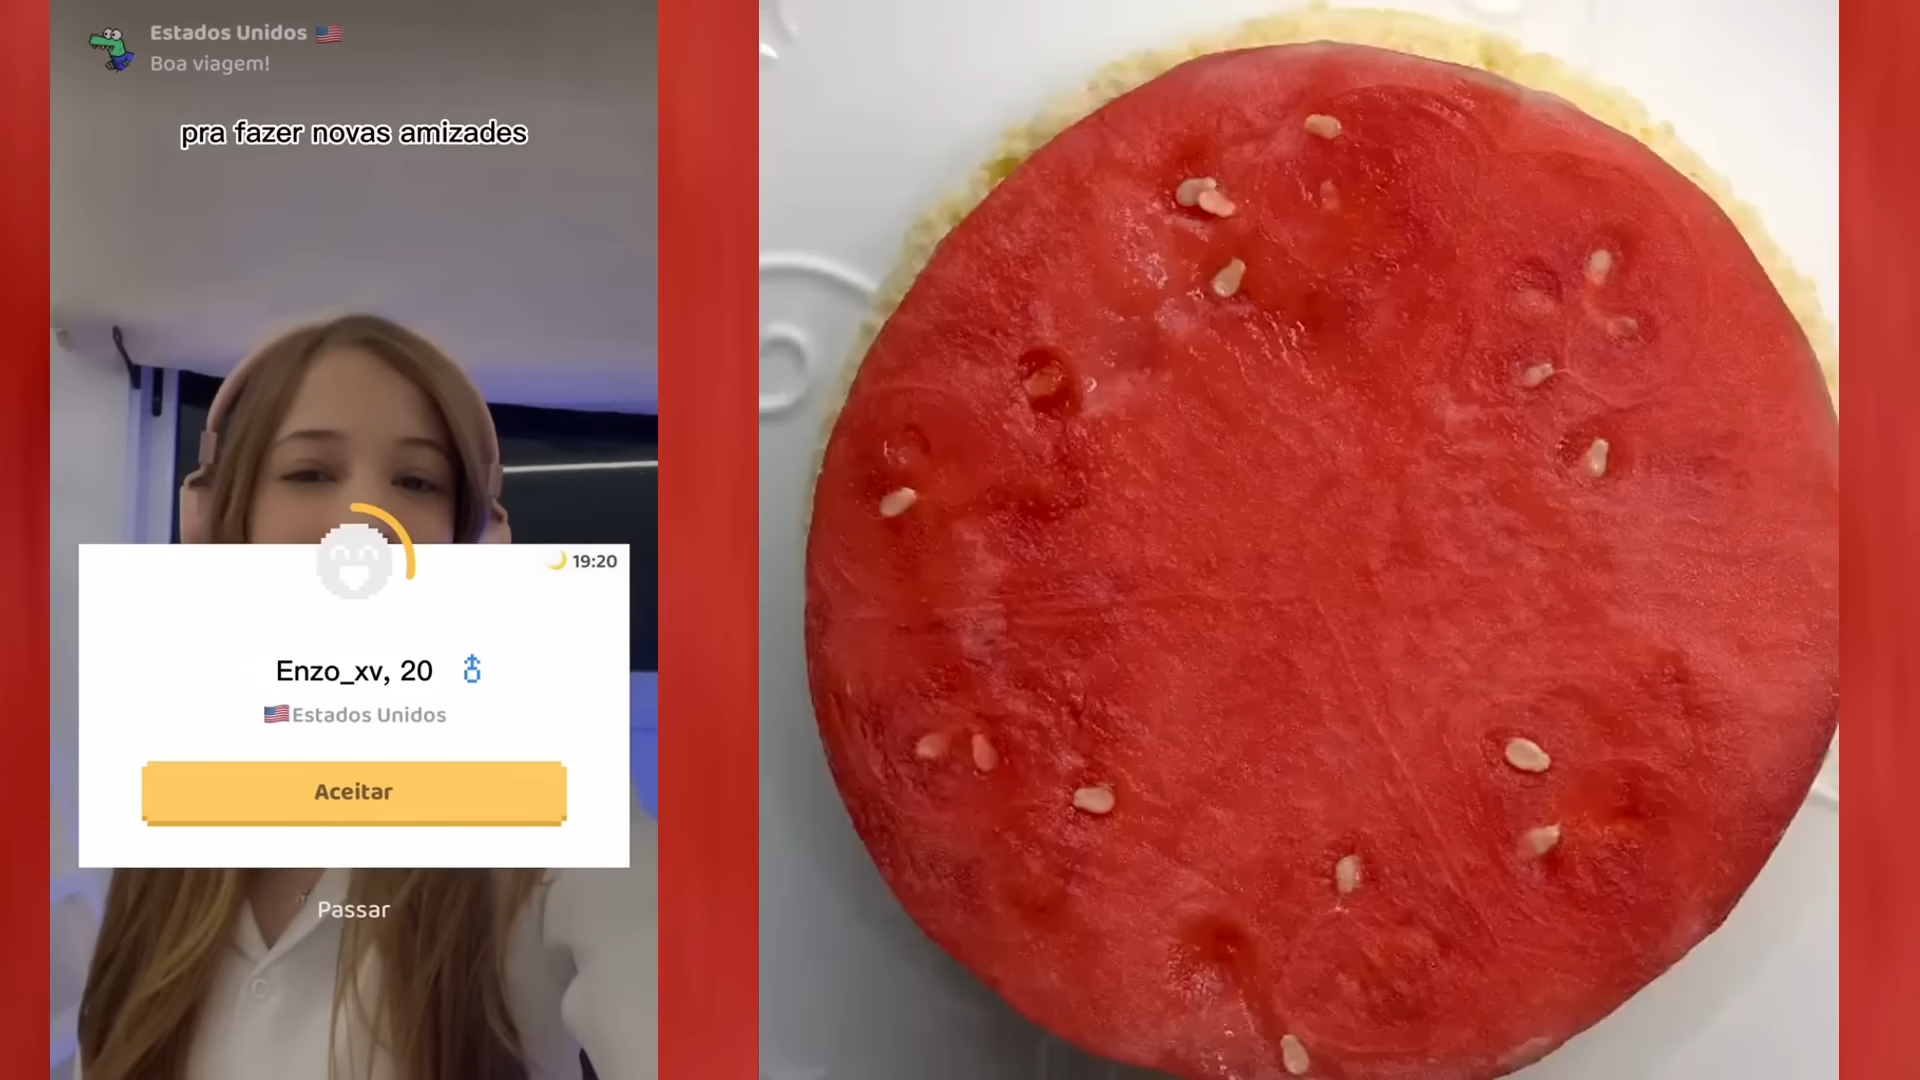 Estados Unidos
Boa viagem!
pra fazer novas amizades
19:20
Enzo_xv, 20
Estados Unidos
Aceitar
Passar